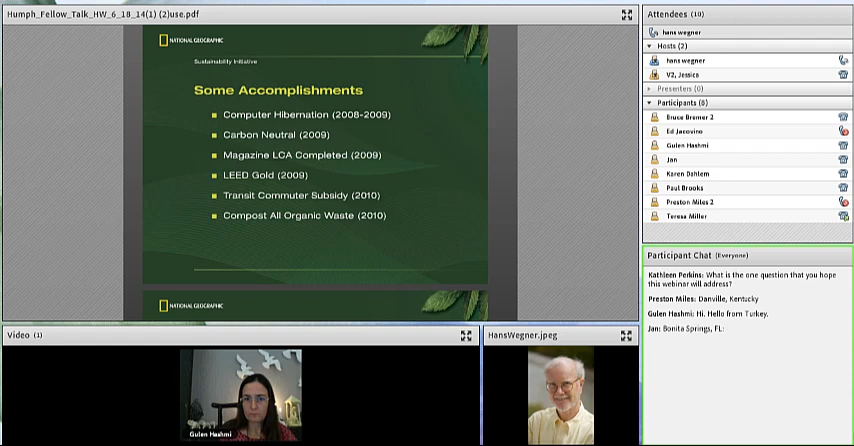 Humph_Fellow_Talk_HW_6_18_14(1) (2)use.pdf
NATIONAL GEOGRAPHIC
Sustainability Initiative
Some Accomplishments
Computer Hibernation (2008-2009)
Carbon Neutral (2009)
Magazine LCA Completed (2009)
LEED Gold (2009)
Transit Commuter Subsidy (2010)
Compost All Organic Waste (2010)
NATIONAL GEOGRAPHIC
Video (1)
Gulen Hashmi
HansWegner.jpeg
Attendees (10)
hans wegner
Hosts (2)
hans wegner
V2, Jessica
Presenters (0)
Participants (8)
Bruce Bremer 2
Ed Jacovino
Gulen Hashmi
Jan
Karen Dahlem
Paul Brooks
Preston Miles 2
Teresa Miller
Participant Chat (Everyone)
Kathleen Perkins: What is the one question that you hope
this webinar will address?
Preston Miles: Danville, Kentucky
Gulen Hashmi: Hi. Hello from Turkey.
Jan: Bonita Springs, FL: